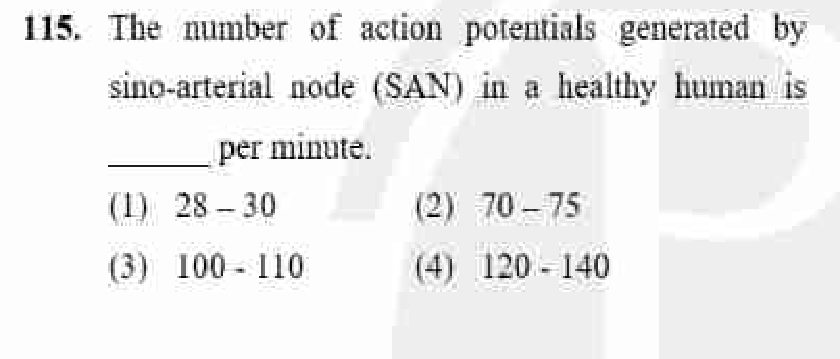 115. The number of action potentials generated by
sino-arterial node (SAN) in a healthy human is
______ per minute.
(1) 28 – 30 (2) 70 – 75
(3) 100 - 110 (4) 120 - 140